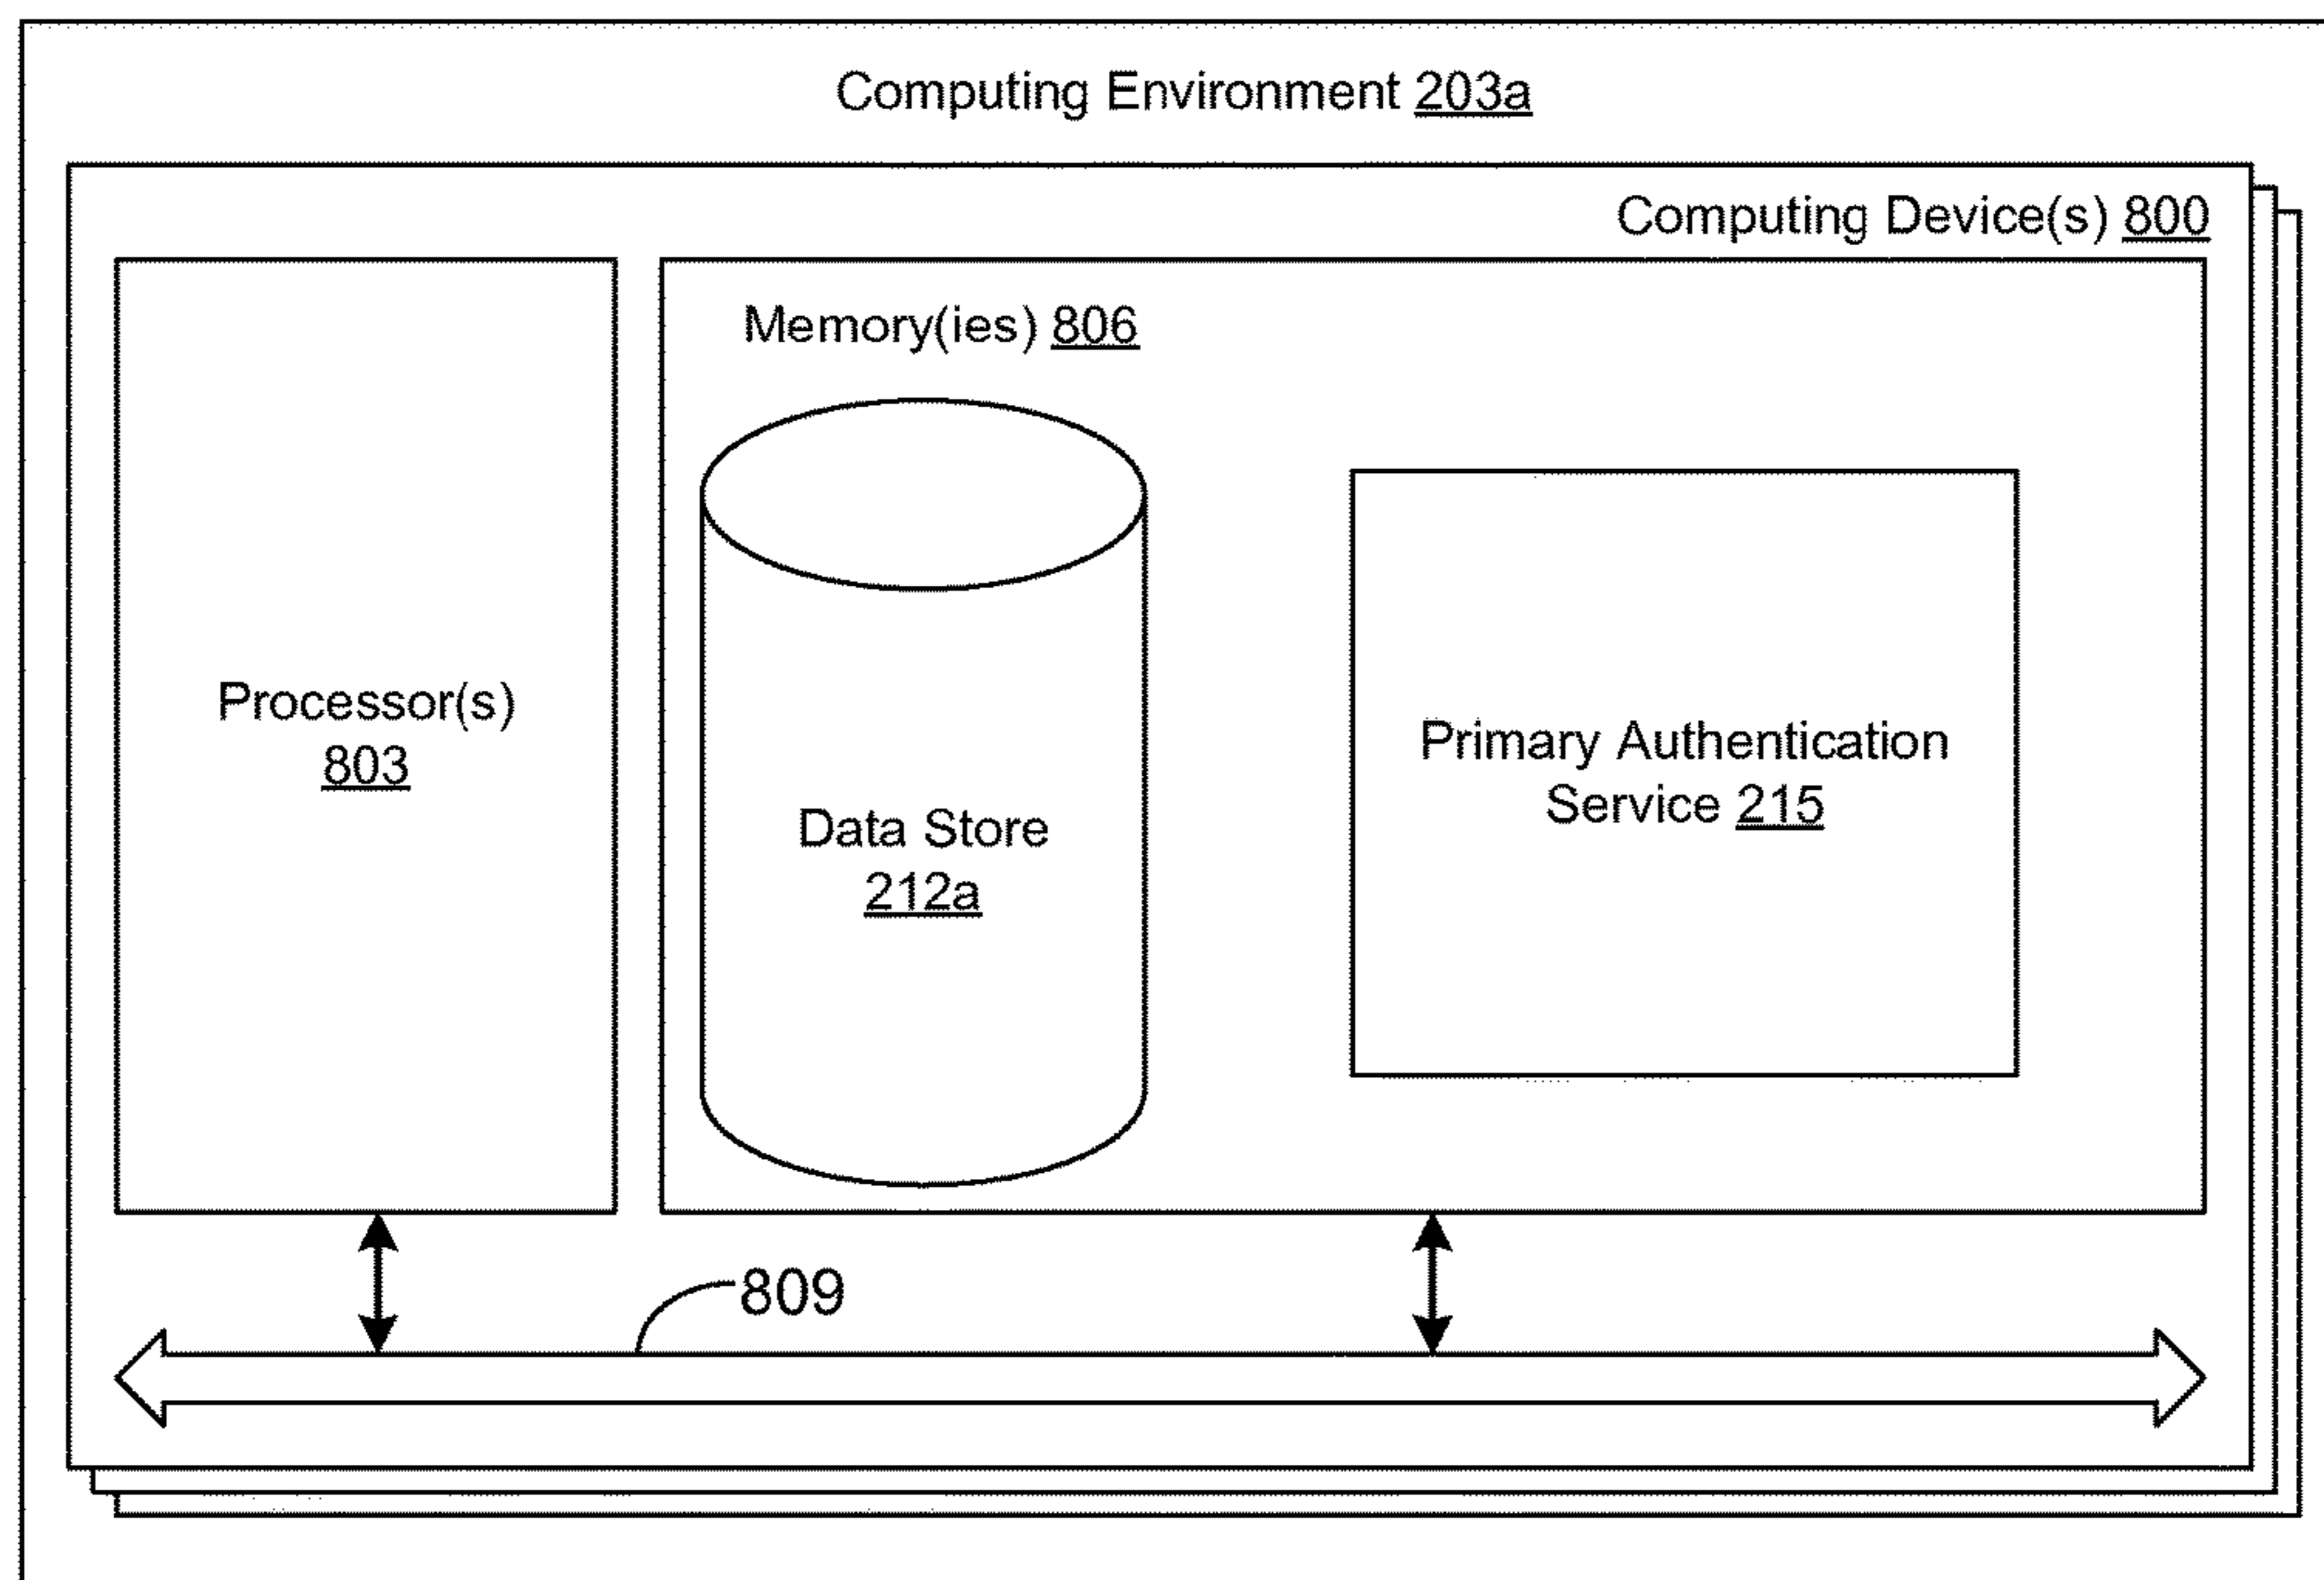 Computing Environment 203a
Computing Device(s) 800
Memory(ies) 806
Processor(s)
803
Primary Authentication
Service 215
Data Store
212a
809